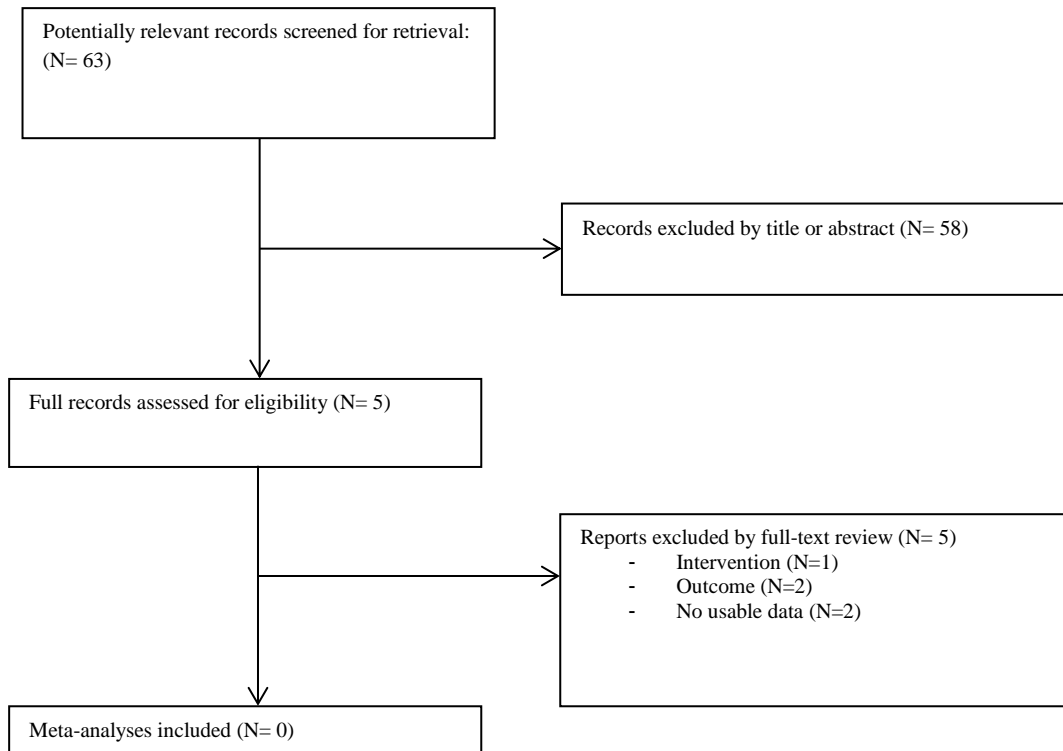 Potentially relevant records screened for retrieval:
(N= 63)
Records excluded by title or abstract (N= 58)
Full records assessed for eligibility (N= 5)
Reports excluded by full-text review (N= 5)
- Intervention (N=1)
- Outcome (N=2)
- No usable data (N=2)
Meta-analyses included (N= 0)